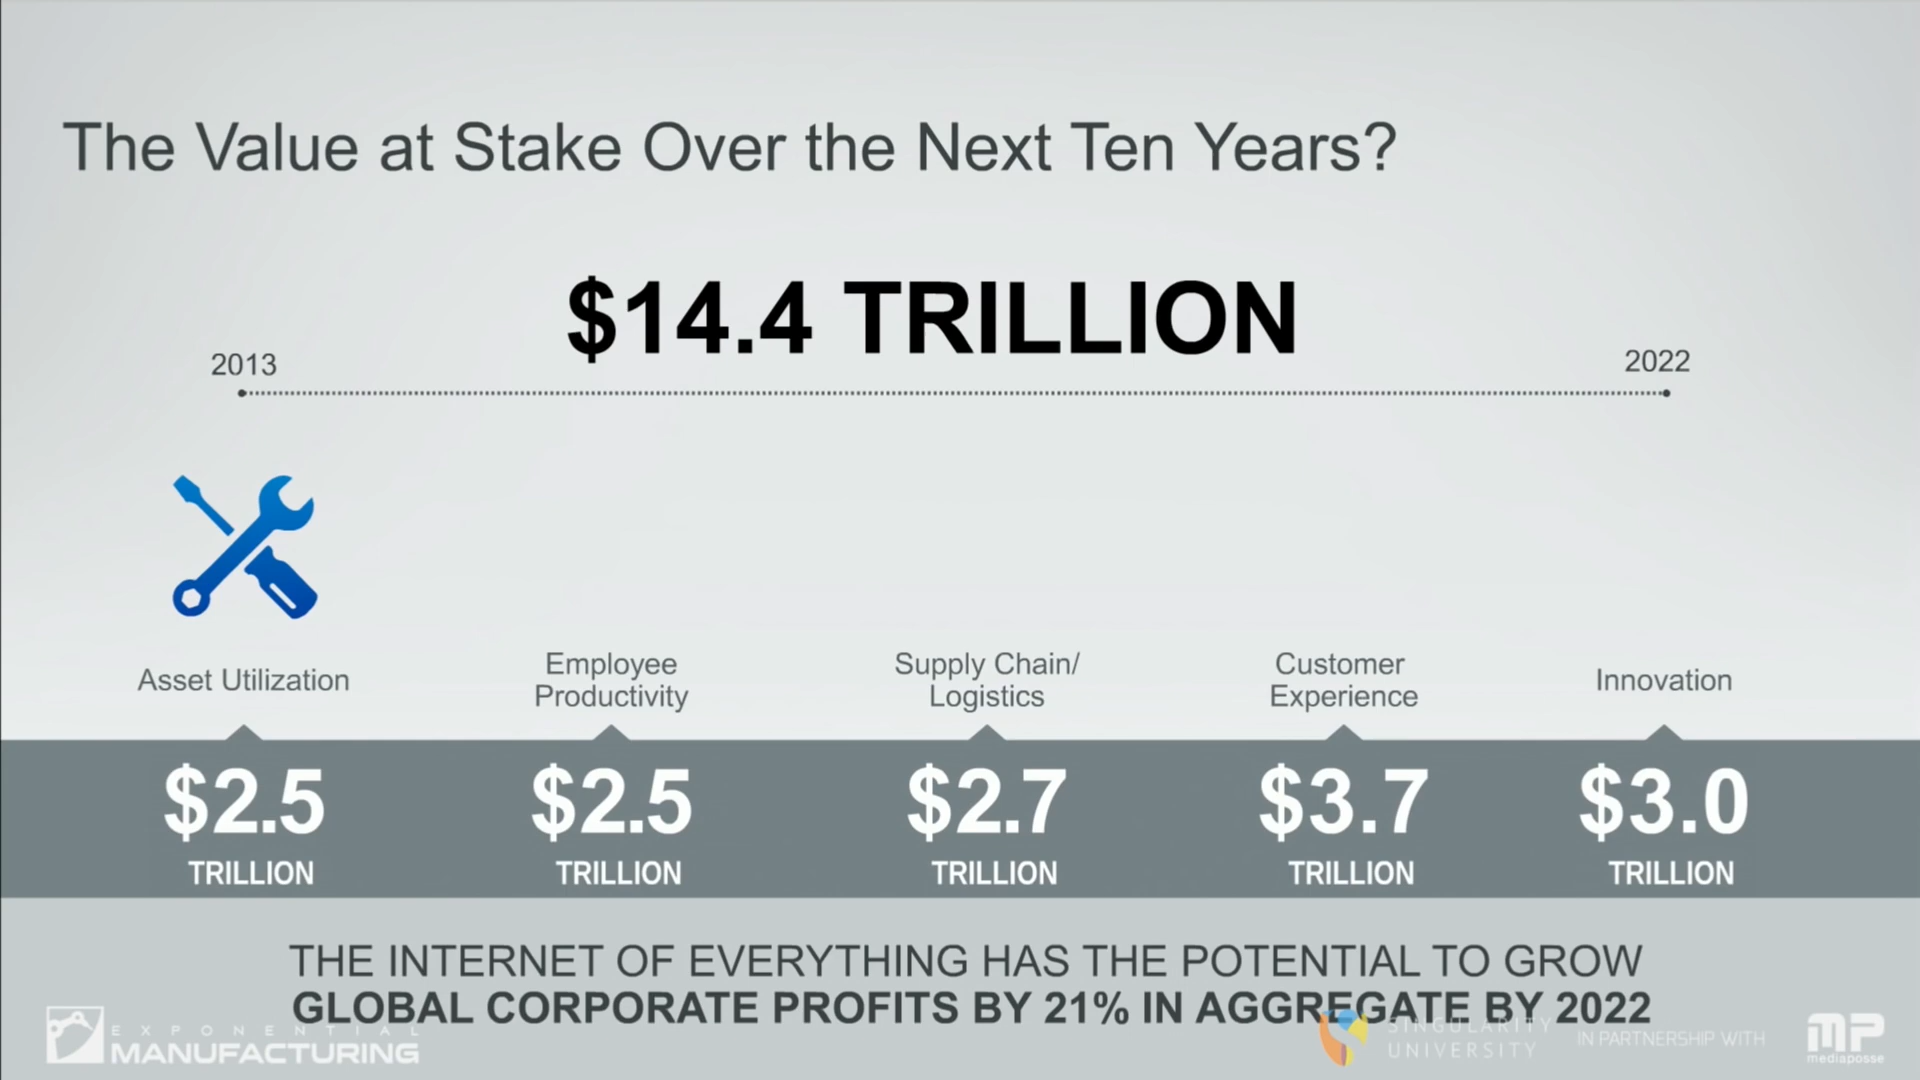 The Value at Stake Over the Next Ten Years?
$14.4 TRILLION
2013
2022
Asset Utilization
Employee
Productivity
Supply Chain/
Logistics
Customer
Experience
Innovation
$2.5
TRILLION
$2.5
TRILLION
$2.7
TRILLION
$3.7
TRILLION
$3.0
TRILLION
THE INTERNET OF EVERYTHING HAS THE POTENTIAL TO GROW
GLOBAL CORPORATE PROFITS BY 21% IN AGGREGATE BY 2022
EXPONENTIAL
MANUFACTURING
SINGULARITY
UNIVERSITY
IN PARTNERSHIP WITH
MP
mediaposse